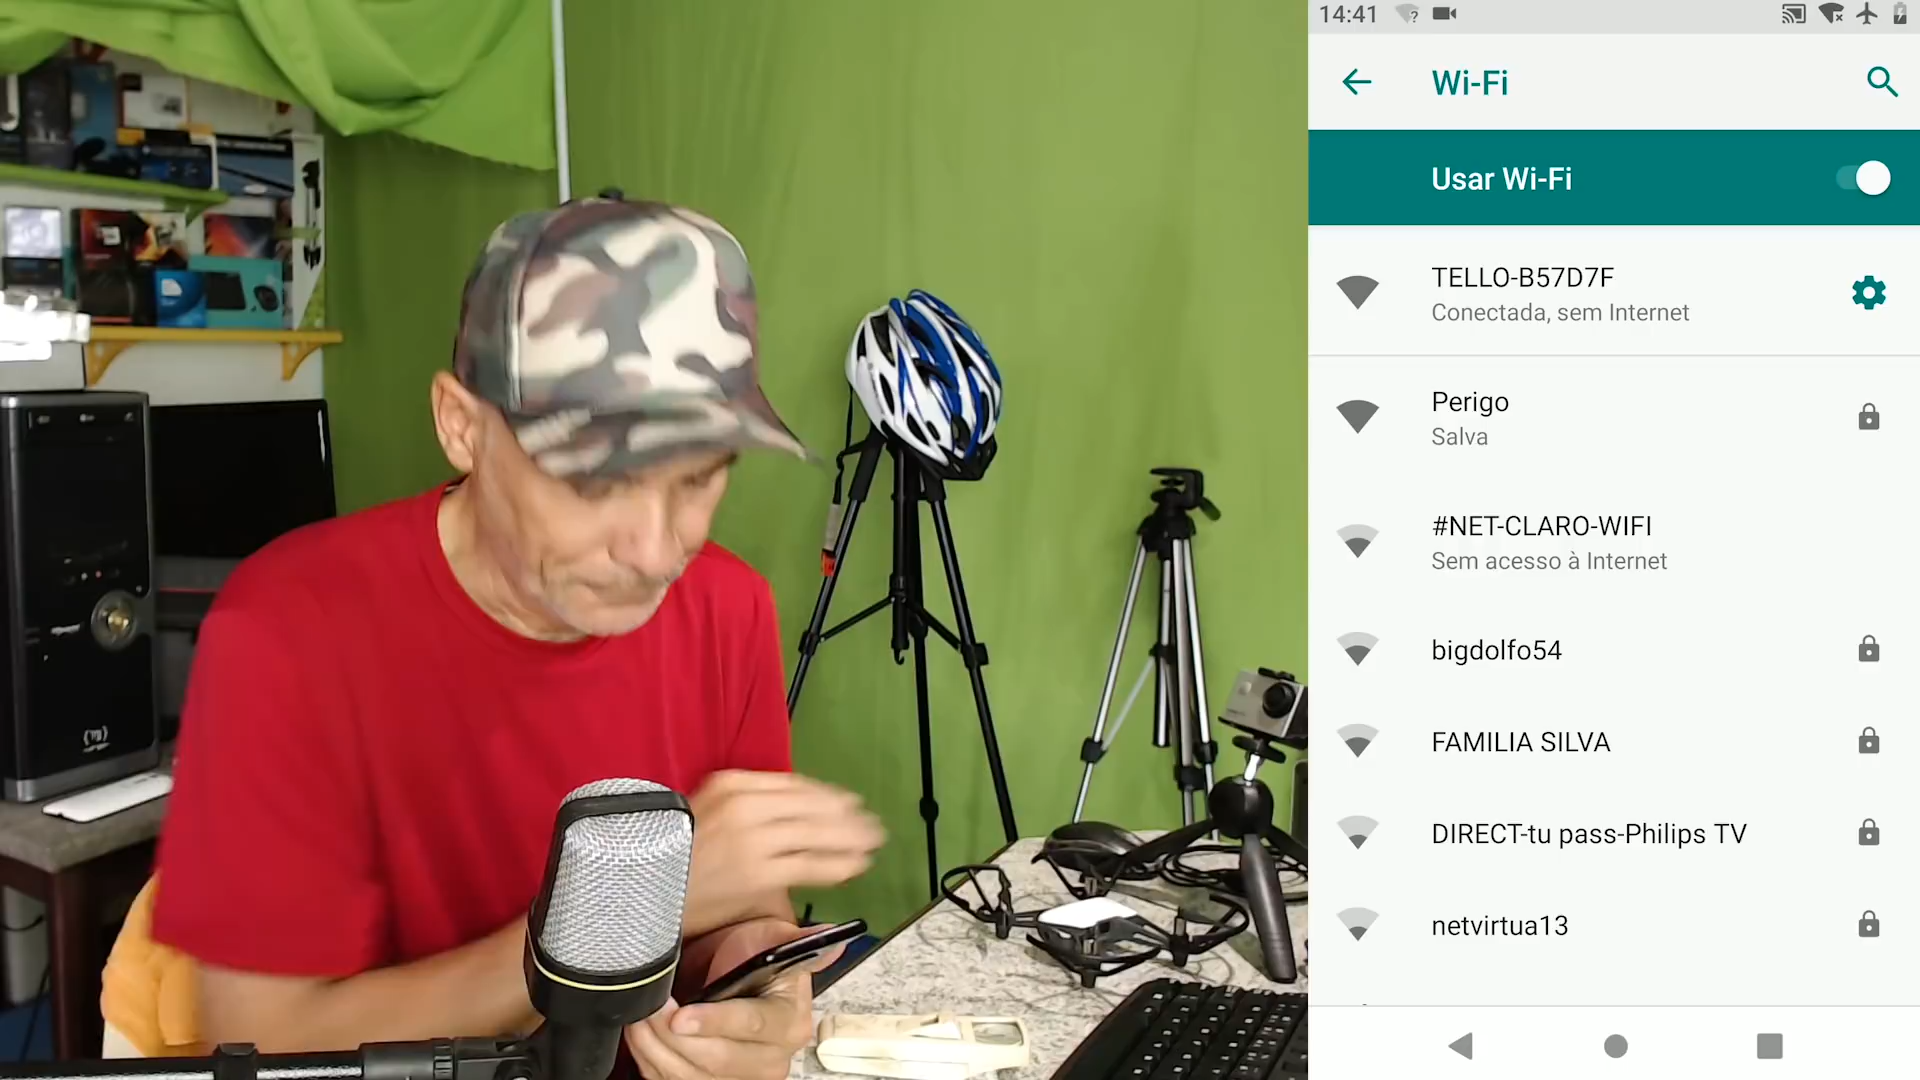 14:41
Wi-Fi
Usar Wi-Fi
TELLO-B57D7F
Conectada, sem Internet
Perigo
Salva
#NET-CLARO-WIFI
Sem acesso à Internet
bigdolfo54
FAMILIA SILVA
DIRECT-tu pass-Philips TV
netvirtua13